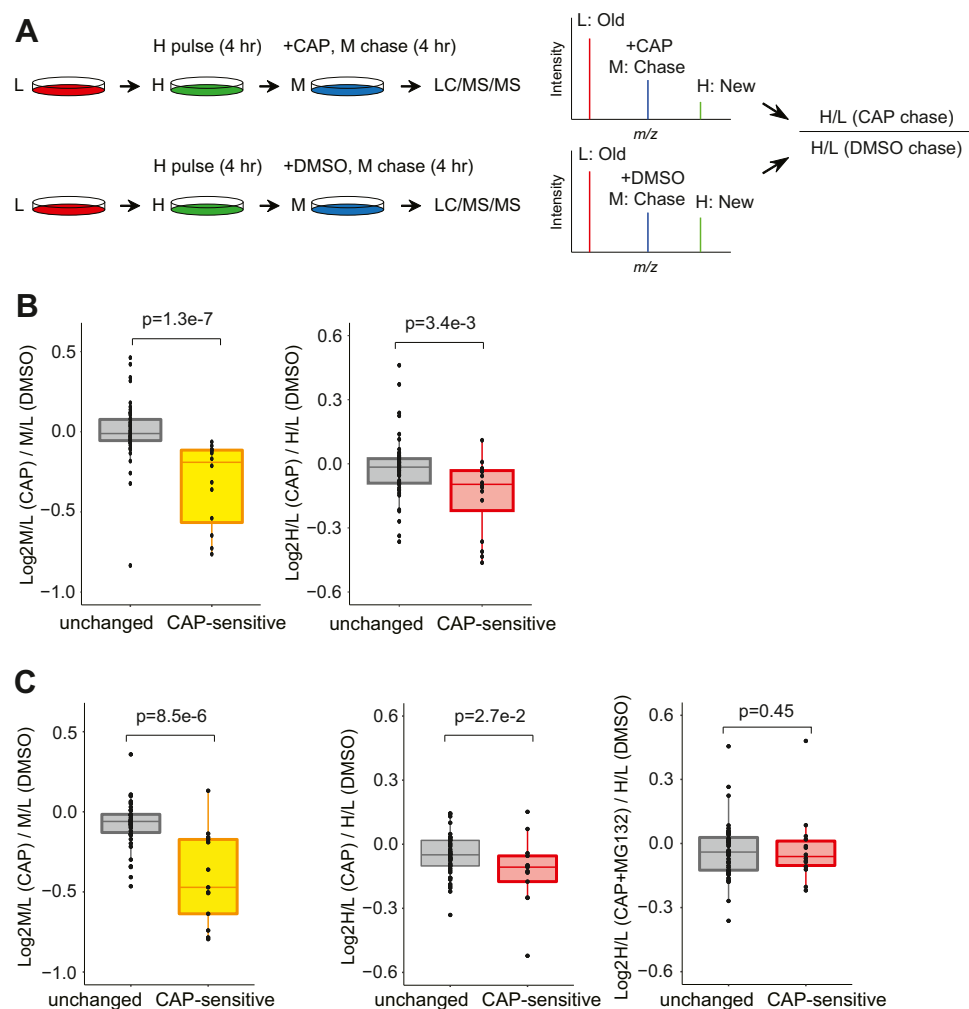 A
H pulse (4 hr) +CAP, M chase (4 hr)
L H M LC/MS/MS
H pulse (4 hr) +DMSO, M chase (4 hr)
L H M LC/MS/MS
L: Old
+CAP
M: Chase
H: New
Intensity
m/z
L: Old
+DMSO
M: Chase
H: New
Intensity
m/z
H/L (CAP chase)
H/L (DMSO chase)
B
p=1.3e-7
Log2M/L (CAP) / M/L (DMSO)
0.5
0.0
−0.5
−1.0
unchanged CAP-sensitive
p=3.4e-3
Log2H/L (CAP) / H/L (DMSO)
0.6
0.3
0.0
−0.3
−0.6
unchanged CAP-sensitive
C
p=8.5e-6
Log2M/L (CAP) / M/L (DMSO)
0.5
0.0
−0.5
−1.0
unchanged CAP-sensitive
p=2.7e-2
Log2H/L (CAP) / H/L (DMSO)
0.6
0.3
0.0
−0.3
−0.6
unchanged CAP-sensitive
p=0.45
Log2H/L (CAP+MG132) / H/L (DMSO)
0.6
0.3
0.0
−0.3
−0.6
unchanged CAP-sensitive